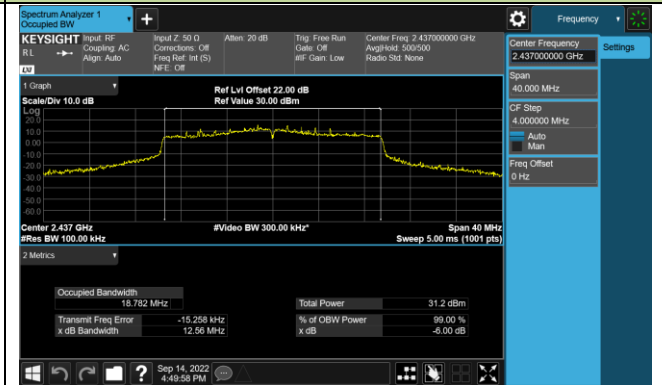 Spectrum Analyzer 1
Occupied BW
Frequency
KEYSIGHT
RL
Input: RF
Coupling: AC
Align: Auto
Input Z: 50 Ω
Corrections: Off
Freq Ref: Int (S)
NFE: Off
Atten: 20 dB
Trig: Free Run
Gate: Off
#IF Gain: Low
Center Freq: 2.437000000 GHz
Avg|Hold: 500/500
Radio Std: None
LXI
Center Frequency
2.437000000 GHz
Settings
Span
40.000 MHz
CF Step
4.000000 MHz
Auto
Man
Freq Offset
0 Hz
1 Graph
Scale/Div 10.0 dB
Ref Lvl Offset 22.00 dB
Ref Value 30.00 dBm
Log
20.0
10.0
0.00
-10.0
-20.0
-30.0
-40.0
-50.0
-60.0
Center 2.437 GHz
#Video BW 300.00 kHz*
Span 40 MHz
#Res BW 100.00 kHz
Sweep 5.00 ms (1001 pts)
2 Metrics
Occupied Bandwidth
18.782 MHz
Total Power 31.2 dBm
Transmit Freq Error -15.258 kHz
% of OBW Power 99.00 %
x dB Bandwidth 12.56 MHz
x dB -6.00 dB
Sep 14, 2022
4:49:58 PM